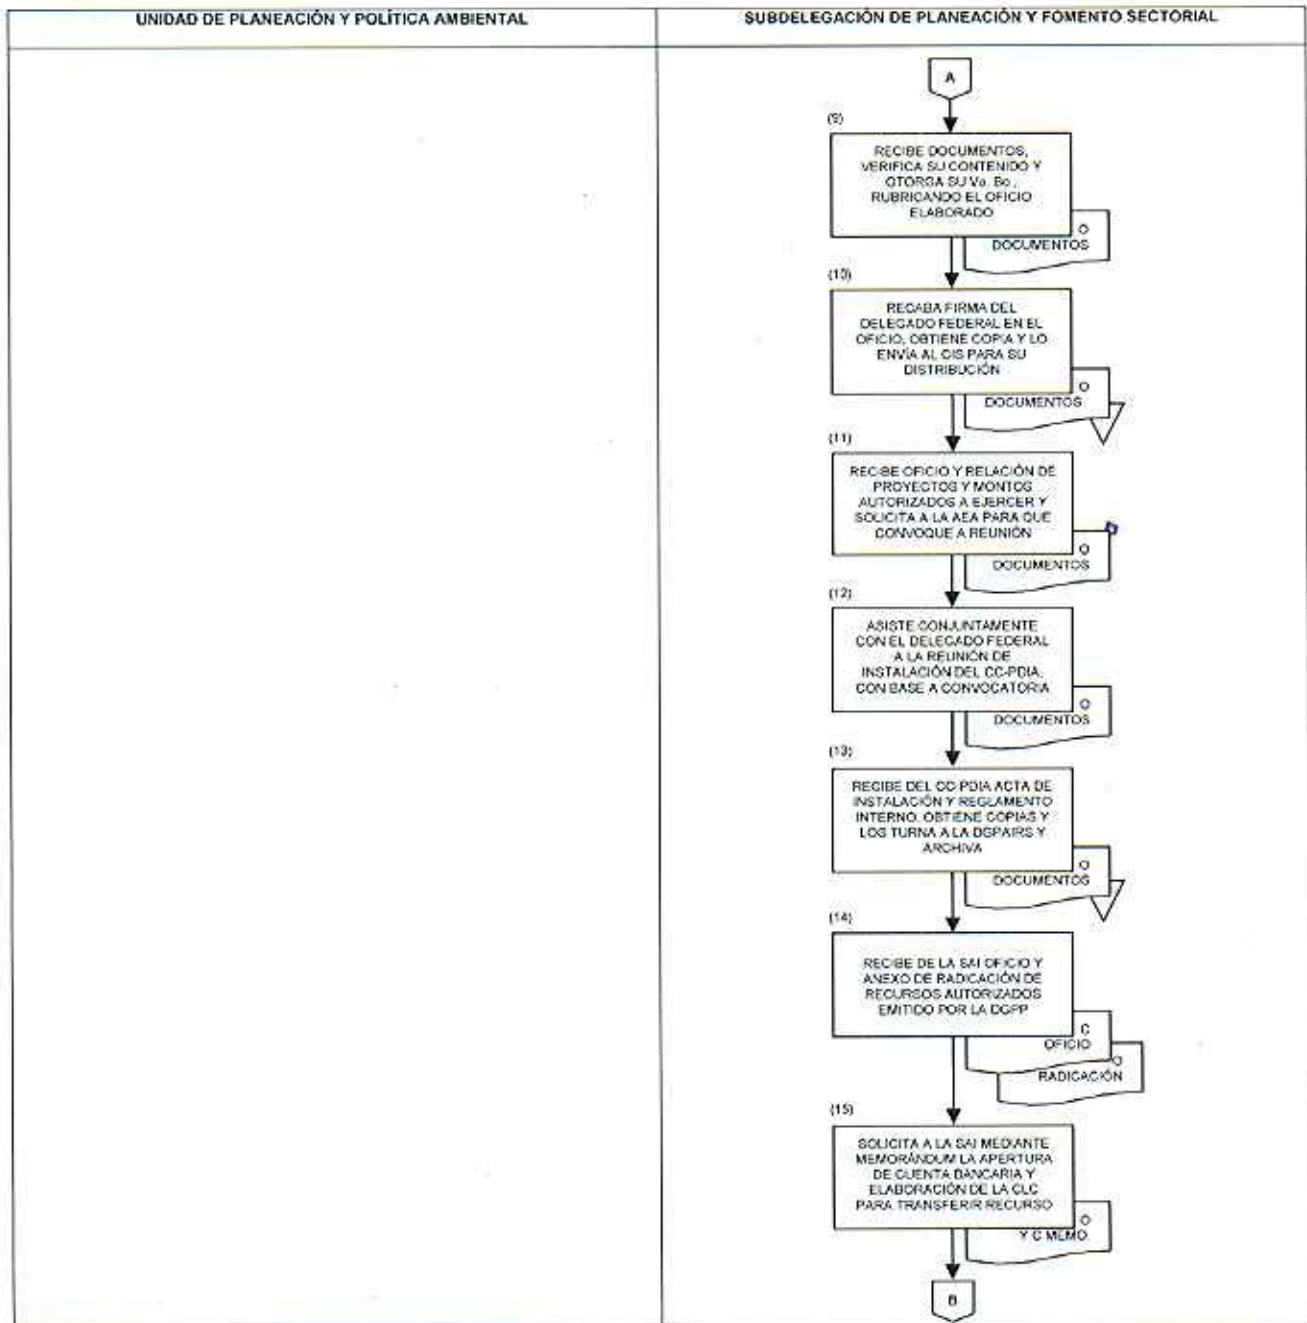 UNIDAD DE PLANEACIÓN Y POLÍTICA AMBIENTAL
SUBDELEGACIÓN DE PLANEACIÓN Y FOMENTO SECTORIAL
A
(9)
RECIBE DOCUMENTOS,
VERIFICA SU CONTENIDO Y
OTORGA SU Vo. Bo.,
RUBRICANDO EL OFICIO
ELABORADO
O
DOCUMENTOS
(10)
RECABA FIRMA DEL
DELEGADO FEDERAL EN EL
OFICIO, OBTIENE COPIA Y LO
ENVÍA AL CIS PARA SU
DISTRIBUCIÓN
O
DOCUMENTOS
(11)
RECIBE OFICIO Y RELACIÓN DE
PROYECTOS Y MONTOS
AUTORIZADOS A EJERCER Y
SOLICITA A LA AEA PARA QUE
CONVOQUE A REUNIÓN
O
DOCUMENTOS
(12)
ASISTE CONJUNTAMENTE
CON EL DELEGADO FEDERAL
A LA REUNIÓN DE
INSTALACIÓN DEL CC-PDIA,
CON BASE A CONVOCATORIA
O
DOCUMENTOS
(13)
RECIBE DEL CC-PDIA ACTA DE
INSTALACIÓN Y REGLAMENTO
INTERNO, OBTIENE COPIAS Y
LOS TURNA A LA DGPAIRS Y
ARCHIVA
O
DOCUMENTOS
(14)
RECIBE DE LA SAI OFICIO Y
ANEXO DE RADICACIÓN DE
RECURSOS AUTORIZADOS
EMITIDO POR LA DGPP
C
OFICIO
O
RADICACIÓN
(15)
SOLICITA A LA SAI MEDIANTE
MEMORÁNDUM LA APERTURA
DE CUENTA BANCARIA Y
ELABORACIÓN DE LA CLC
PARA TRANSFERIR RECURSO
O
Y C MEMO.
B